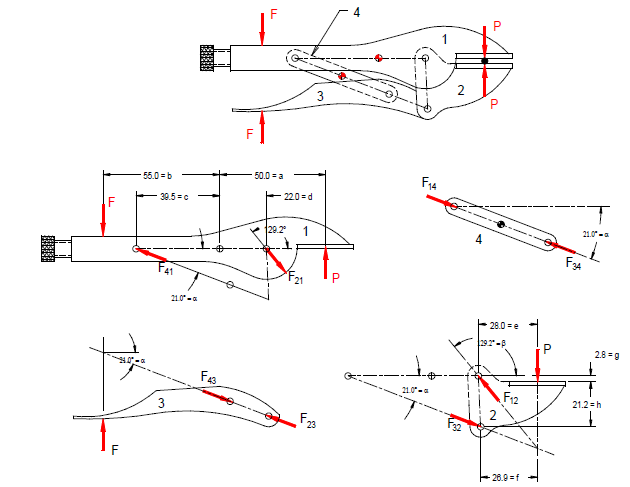 F
4
P
1
2
3
P
F
55.0 = b
50.0 = a
F
39.5 = c
22.0 = d
129.2°
1
F41
F21
P
21.0° = α
F14
21.0° = α
4
F34
21.0° = α
F43
3
F23
F
28.0 = e
129.2° = β
P
2.8 = g
21.0° = α
F12
21.2 = h
F32
2
26.9 = f